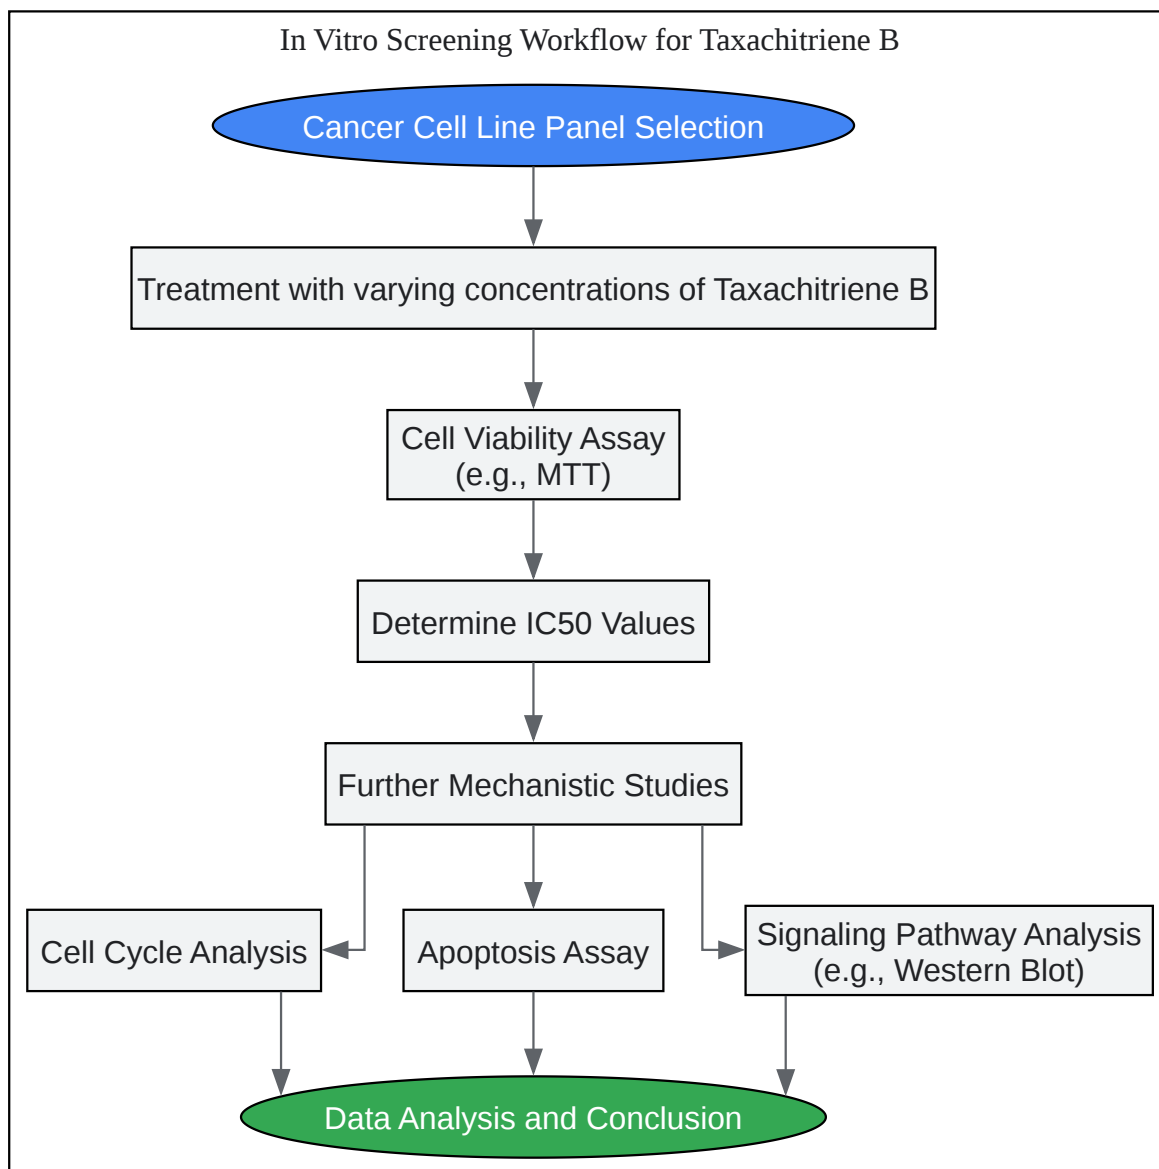 In Vitro Screening Workflow for Taxachitriene B
Cancer Cell Line Panel Selection
Treatment with varying concentrations of Taxachitriene B
Cell Viability Assay
(e.g., MTT)
Determine IC50 Values
Further Mechanistic Studies
Cell Cycle Analysis
Apoptosis Assay
Signaling Pathway Analysis
(e.g., Western Blot)
Data Analysis and Conclusion